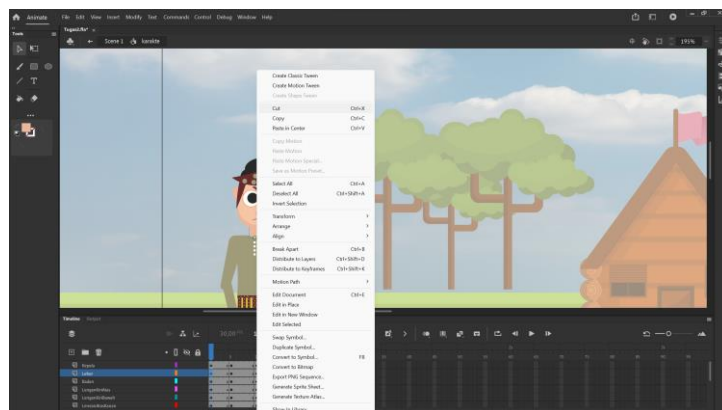 Animate
File Edit View Insert Modify Text Commands Control Debug Window Help
Tugas2.fla*
Tools
Scene 1
karakter
195%
Create Classic Tween
Create Motion Tween
Create Shape Tween
Cut Ctrl+X
Copy Ctrl+C
Paste in Center Ctrl+V
Copy Motion
Paste Motion
Paste Motion Special...
Save as Motion Preset...
Select All Ctrl+A
Deselect All Ctrl+Shift+A
Invert Selection
Transform
Arrange
Align
Break Apart Ctrl+B
Distribute to Layers Ctrl+Shift+D
Distribute to Keyframes Ctrl+Shift+K
Motion Path
Edit Document Ctrl+E
Edit in Place
Edit in New Window
Edit Selected
Swap Symbol...
Duplicate Symbol...
Convert to Symbol... F8
Convert to Bitmap
Export PNG Sequence...
Generate Sprite Sheet...
Generate Texture Atlas...
Timeline Output
Kepala
Leher
Badan